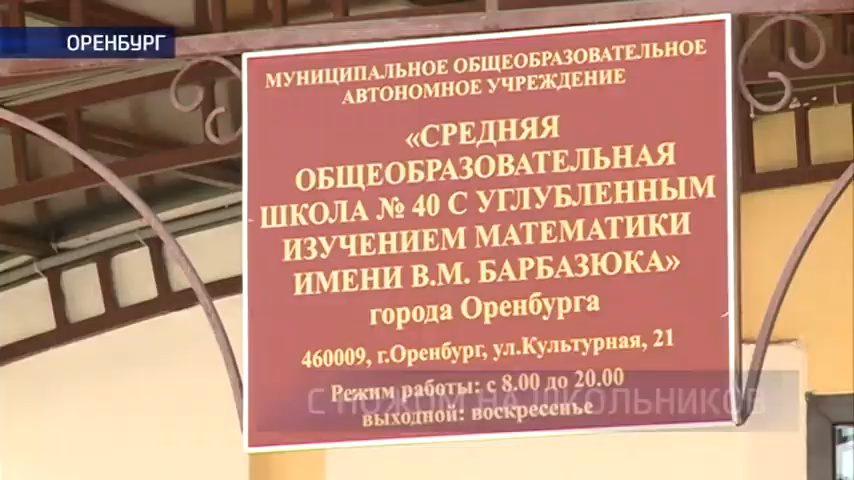 ОРЕНБУРГ
МУНИЦИПАЛЬНОЕ ОБЩЕОБРАЗОВАТЕЛЬНОЕ
АВТОНОМНОЕ УЧРЕЖДЕНИЕ
«СРЕДНЯЯ
ОБЩЕОБРАЗОВАТЕЛЬНАЯ
ШКОЛА № 40 С УГЛУБЛЕННЫМ
ИЗУЧЕНИЕМ МАТЕМАТИКИ
ИМЕНИ В.М. БАРБАЗЮКА»
города Оренбурга
460009, г.Оренбург, ул.Культурная, 21
Режим работы: с 8.00 до 20.00
С НОЖОМ НА ШКОЛЬНИКОВ
выходной: воскресенье